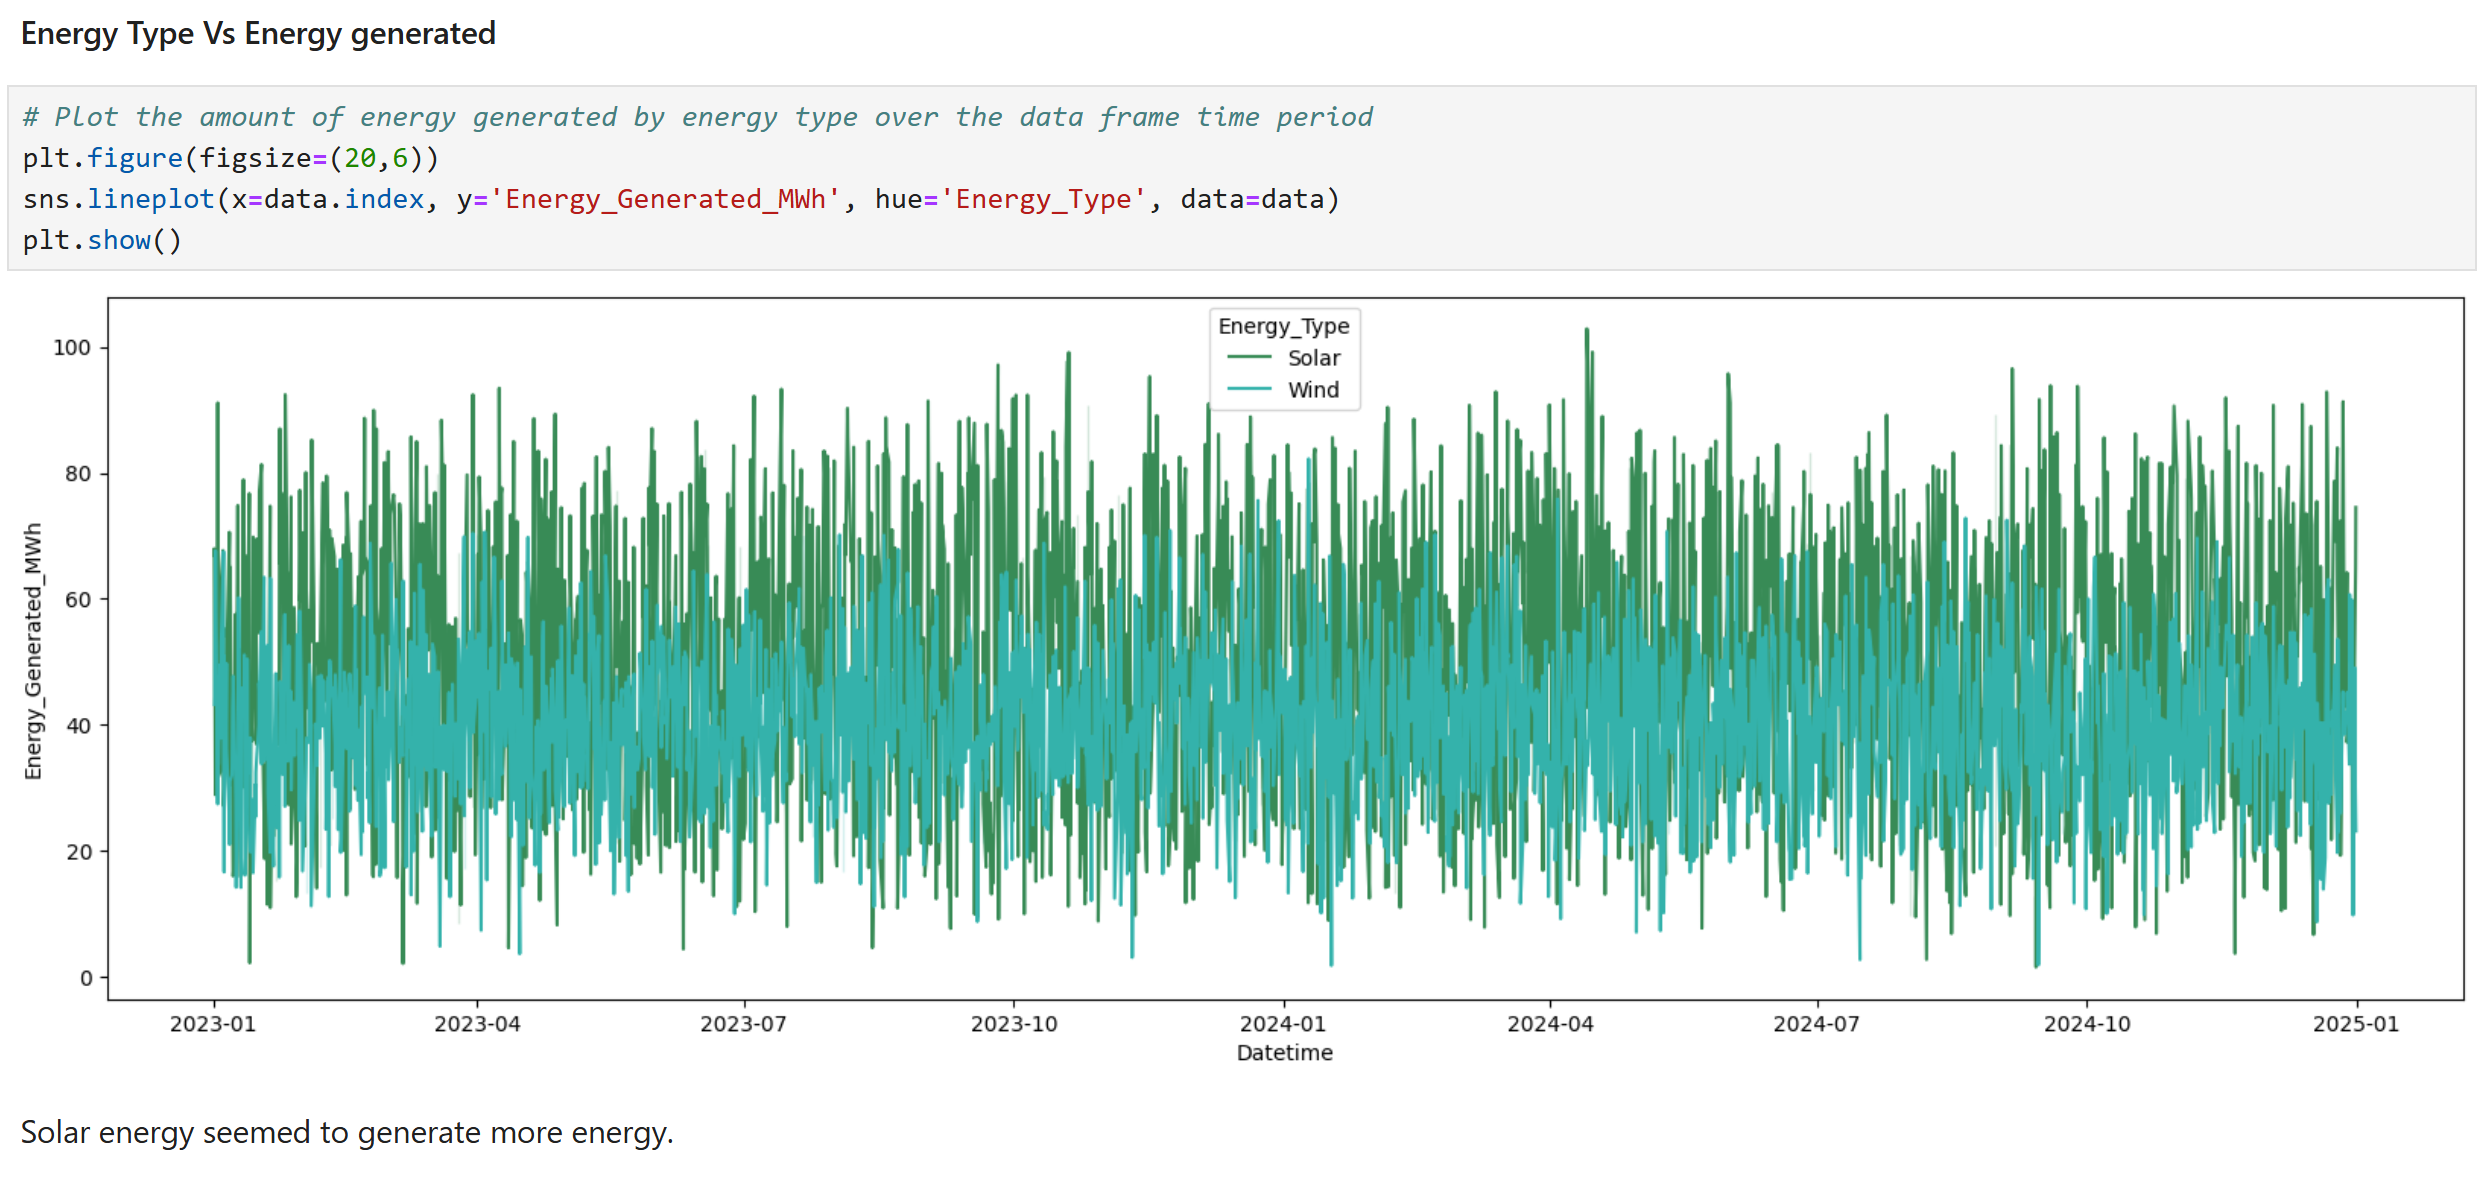 Energy Type Vs Energy generated
# Plot the amount of energy generated by energy type over the data frame time period
plt.figure(figsize=(20,6))
sns.lineplot(x=data.index, y='Energy_Generated_MWh', hue='Energy_Type', data=data)
plt.show()
Energy_Type
Solar
Wind
Energy_Generated_MWh
100
80
60
40
20
0
2023-01 2023-04 2023-07 2023-10 2024-01 2024-04 2024-07 2024-10 2025-01
Datetime
Solar energy seemed to generate more energy.